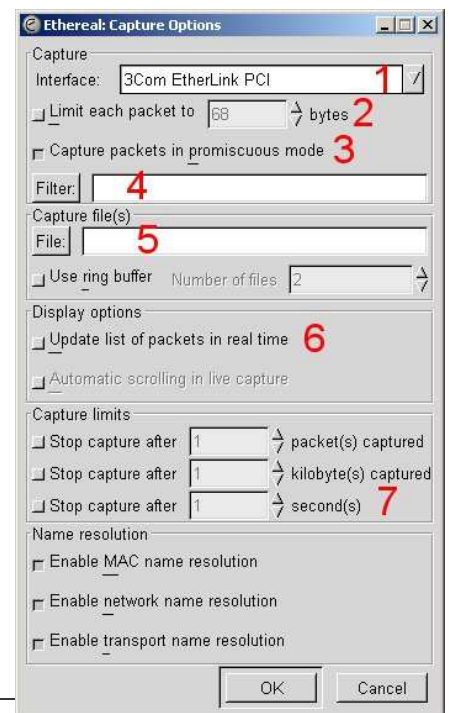 Ethereal: Capture Options
Capture
Interface: 3Com EtherLink PCI 1
Limit each packet to 68 bytes 2
Capture packets in promiscuous mode 3
Filter: 4
Capture file(s)
File: 5
Use ring buffer Number of files 2
Display options
Update list of packets in real time 6
Automatic scrolling in live capture
Capture limits
Stop capture after 1 packet(s) captured
Stop capture after 1 kilobyte(s) captured
Stop capture after 1 second(s) 7
Name resolution
Enable MAC name resolution
Enable network name resolution
Enable transport name resolution
OK Cancel